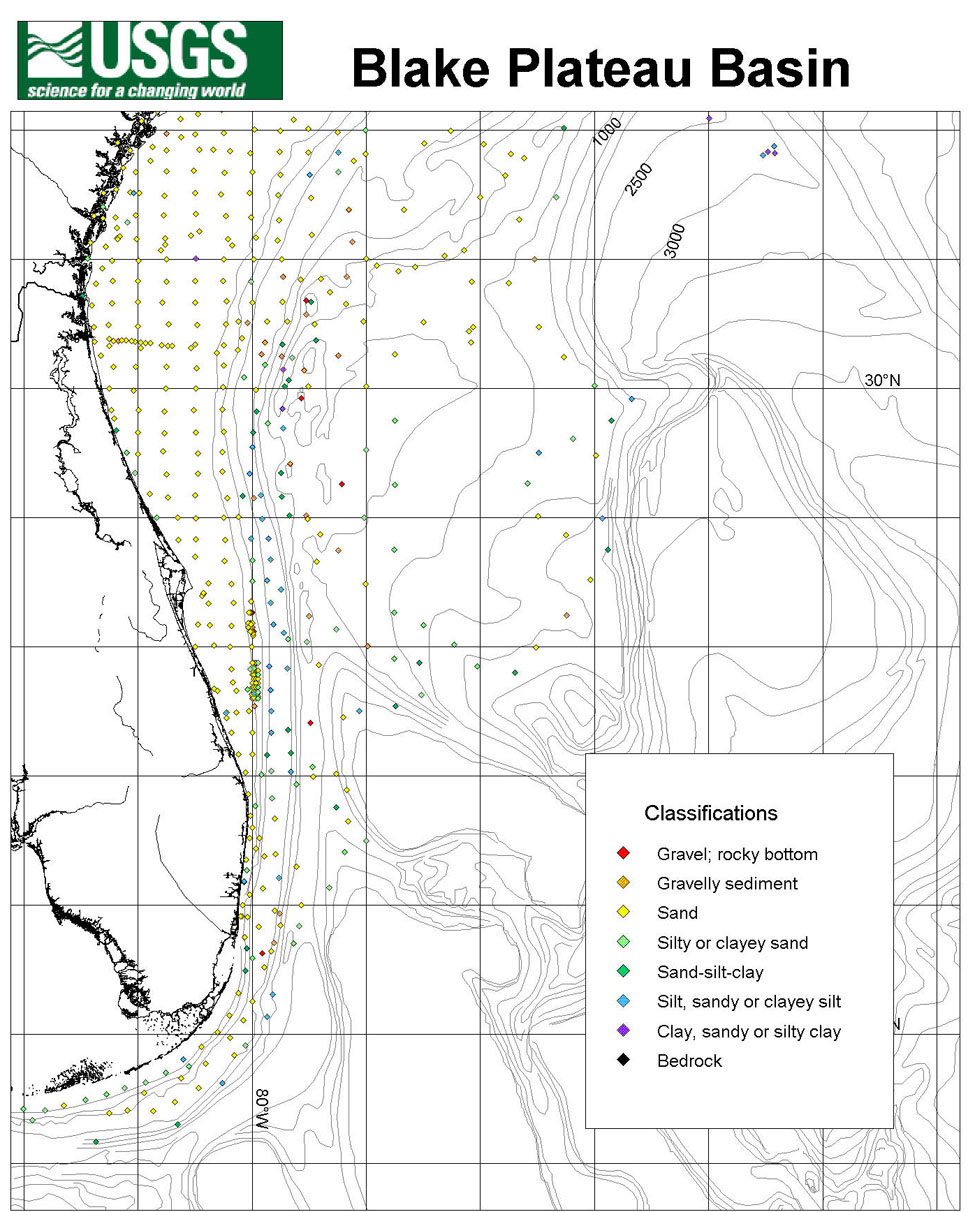 USGS
science for a changing world
Blake Plateau Basin
1000
2500
3000
30°N
Classifications
Gravel; rocky bottom
Gravelly sediment
Sand
Silty or clayey sand
Sand-silt-clay
Silt, sandy or clayey silt
Clay, sandy or silty clay
Bedrock
N
80°W